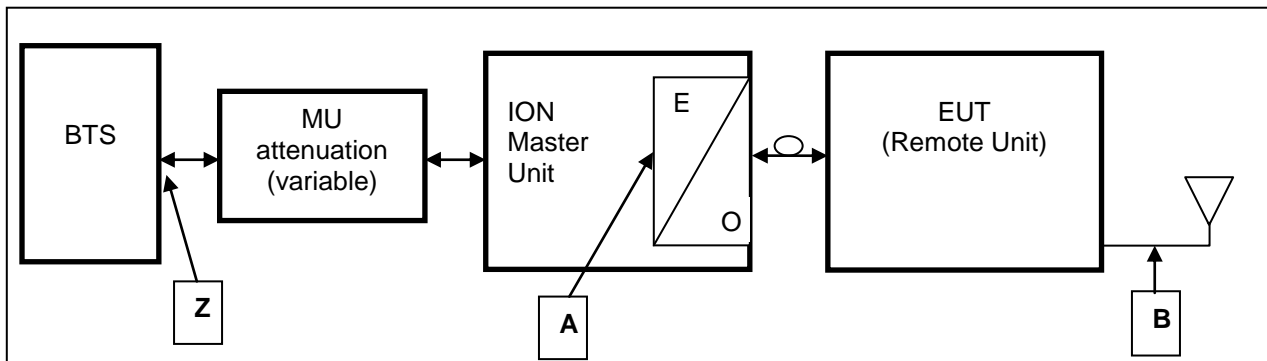 BTS
MU
attenuation
(variable)
ION
Master
Unit
E
O
EUT
(Remote Unit)
Z
A
B